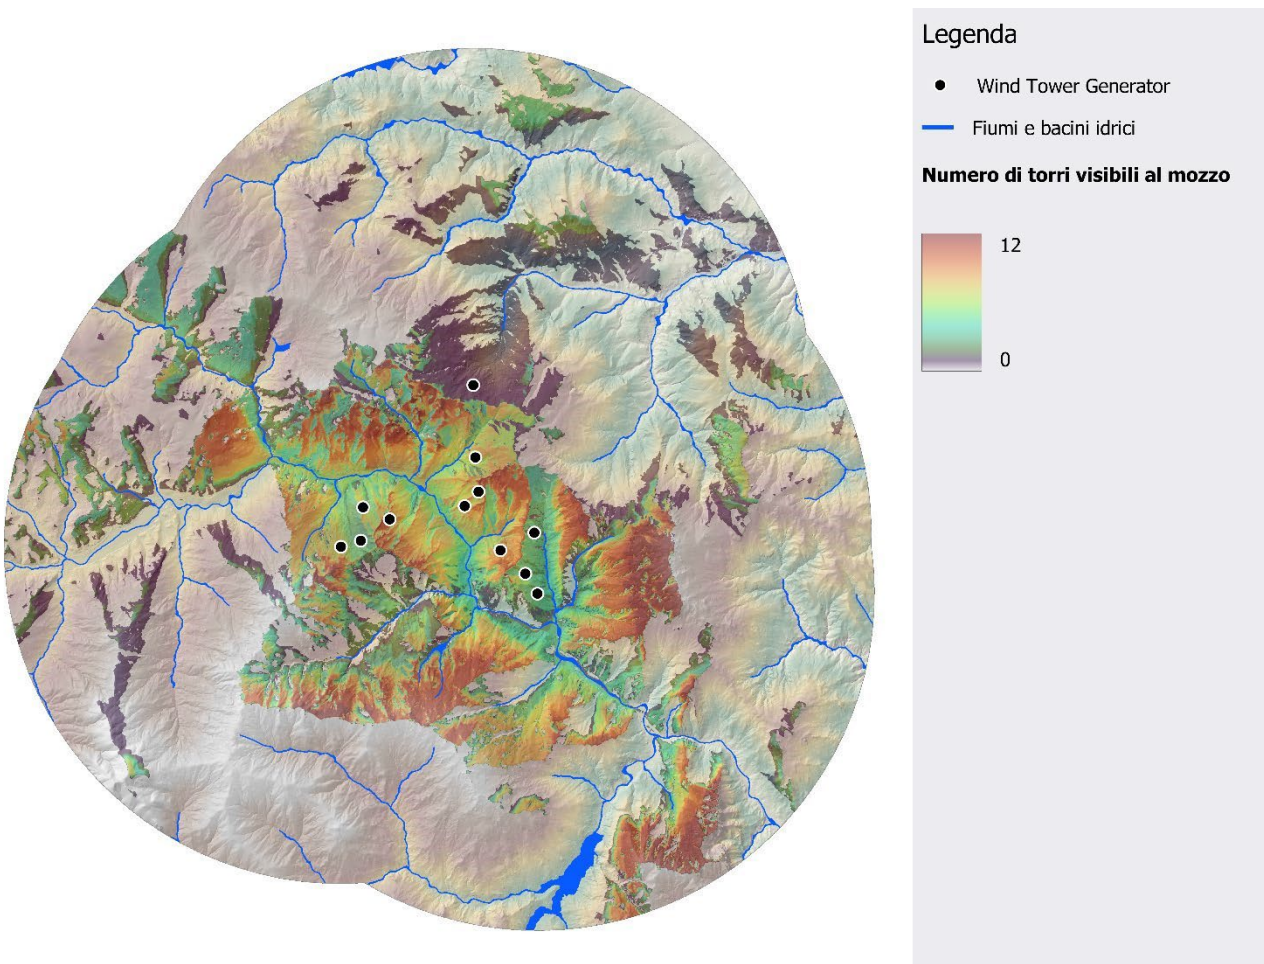 Legenda
Wind Tower Generator
Fiumi e bacini idrici
Numero di torri visibili al mozzo
12
0